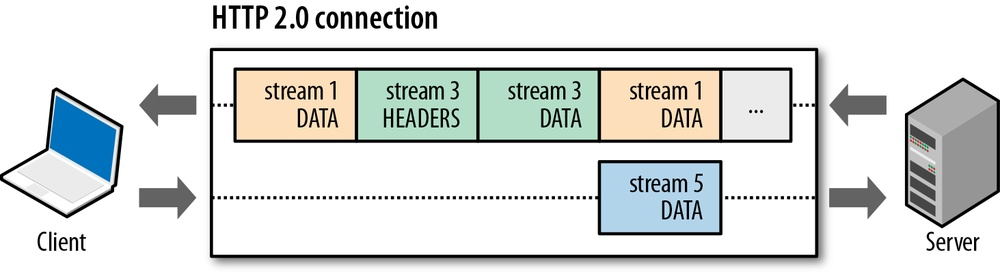 HTTP 2.0 connection
stream 1
DATA
stream 3
HEADERS
stream 3
DATA
stream 1
DATA
...
stream 5
DATA
Client
Server